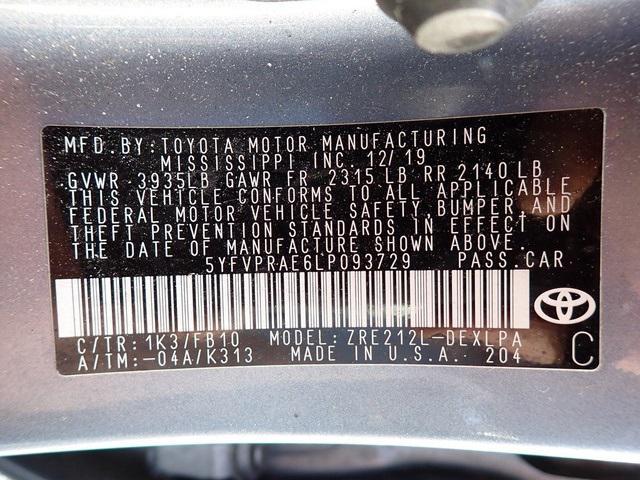 MFD. BY: TOYOTA MOTOR MANUFACTURING
MISSISSIPPI INC. 12/19
GVWR 3935LB GAWR FR 2315 LB RR 2140 LB
THIS VEHICLE CONFORMS TO ALL APPLICABLE
FEDERAL MOTOR VEHICLE SAFETY, BUMPER, AND
THEFT PREVENTION STANDARDS IN EFFECT ON
THE DATE OF MANUFACTURE SHOWN ABOVE.
5YFVPRAE6LP093729 PASS. CAR
C/TR: 1K3/FB10 MODEL: ZRE212L-DEXLPA
A/TM: -04A/K313 MADE IN U.S.A. 204 C